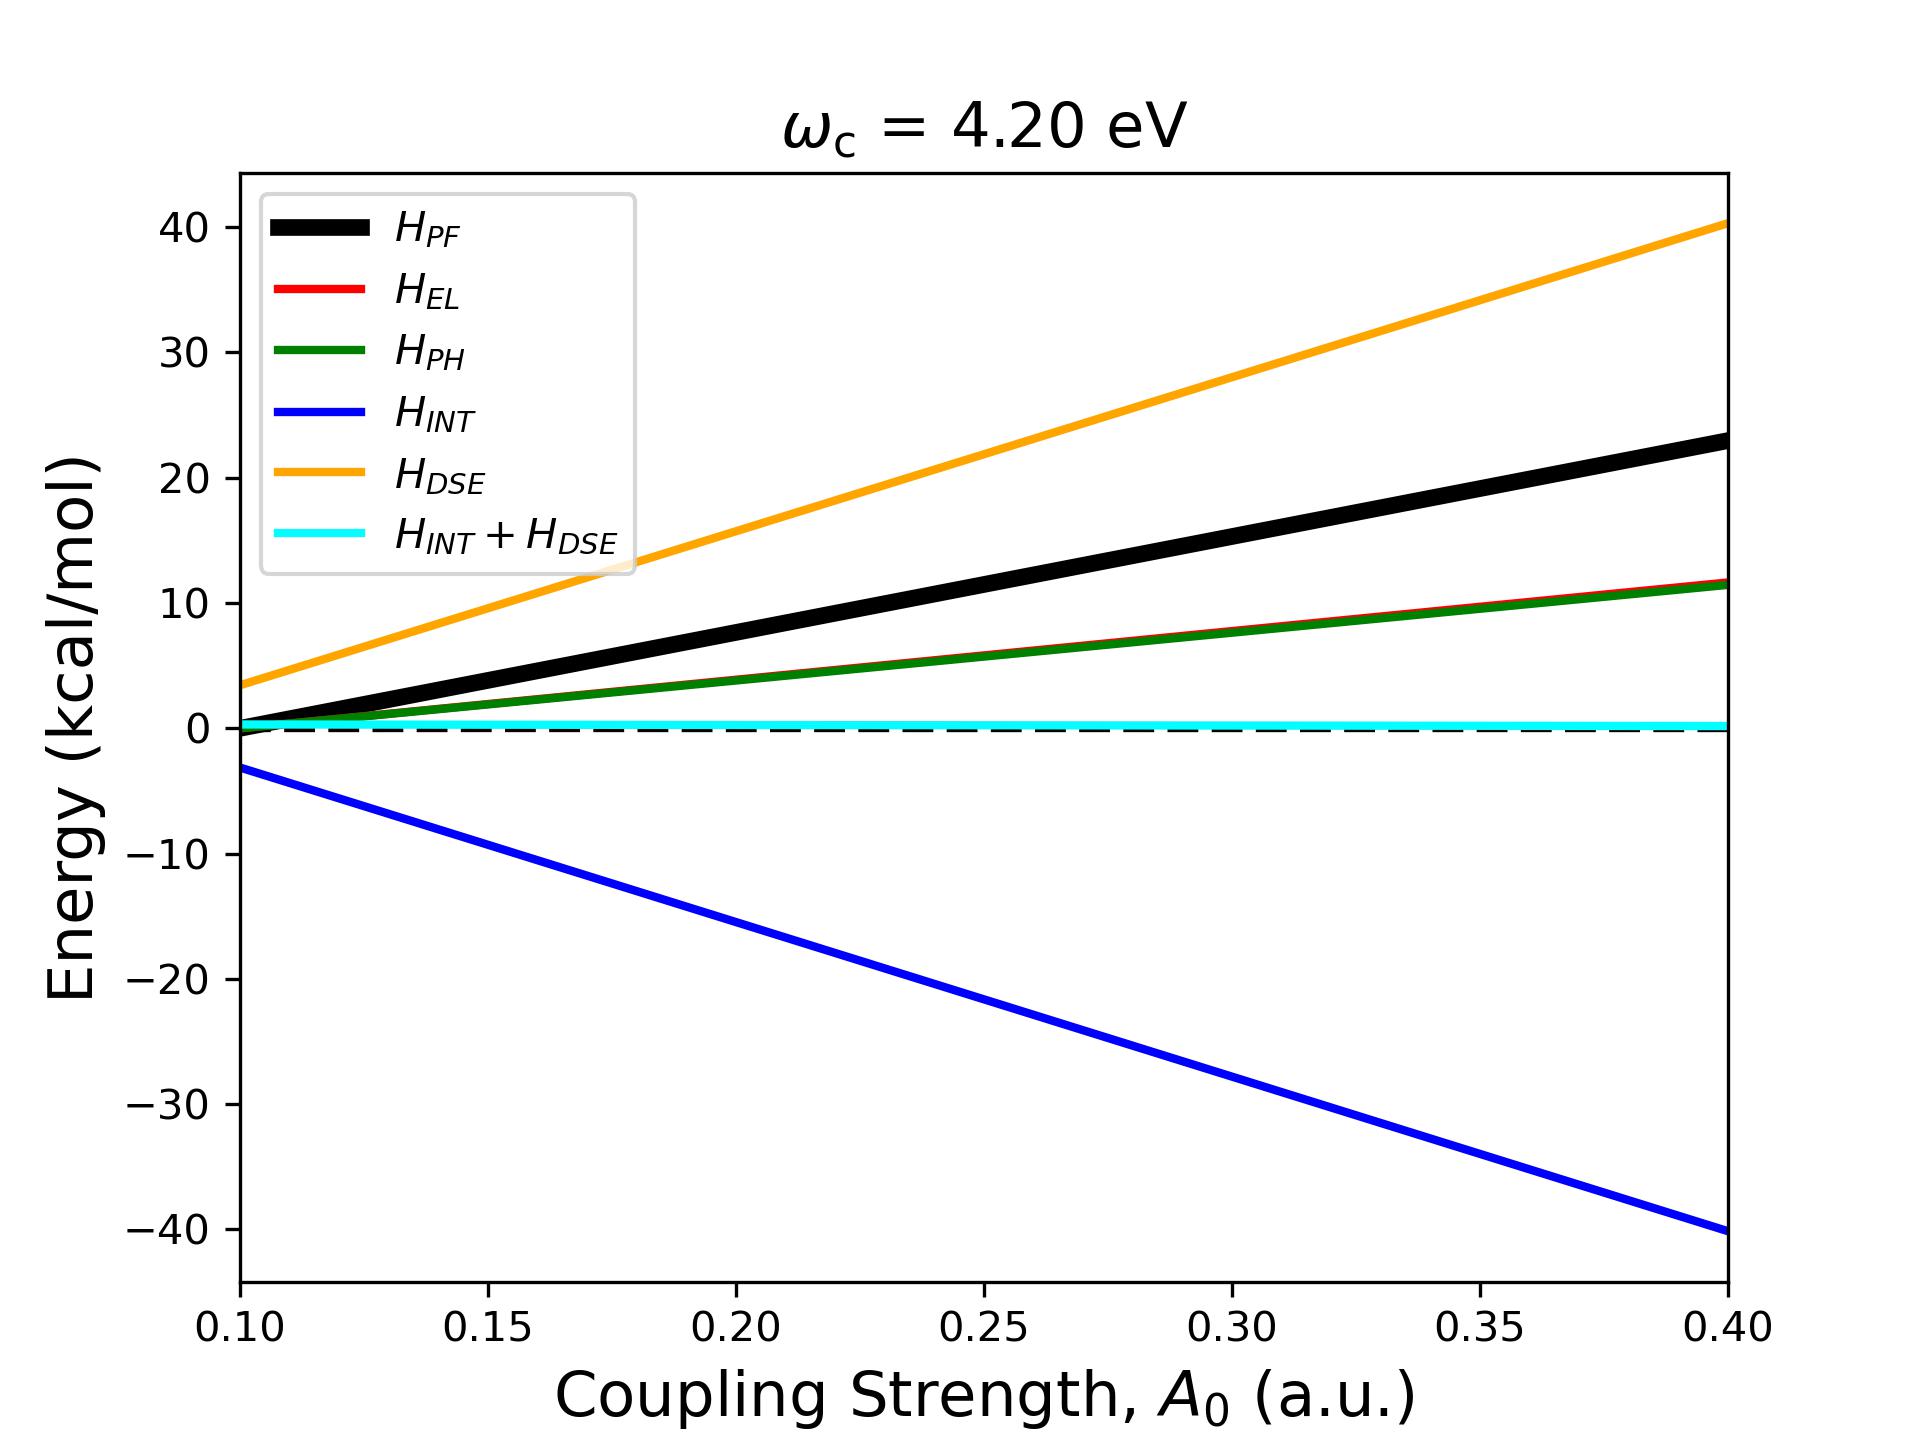 ω_c = 4.20 eV
H_PF
H_EL
H_PH
H_INT
H_DSE
H_INT + H_DSE
Energy (kcal/mol)
40
30
20
10
0
−10
−20
−30
−40
0.10 0.15 0.20 0.25 0.30 0.35 0.40
Coupling Strength, A_0 (a.u.)